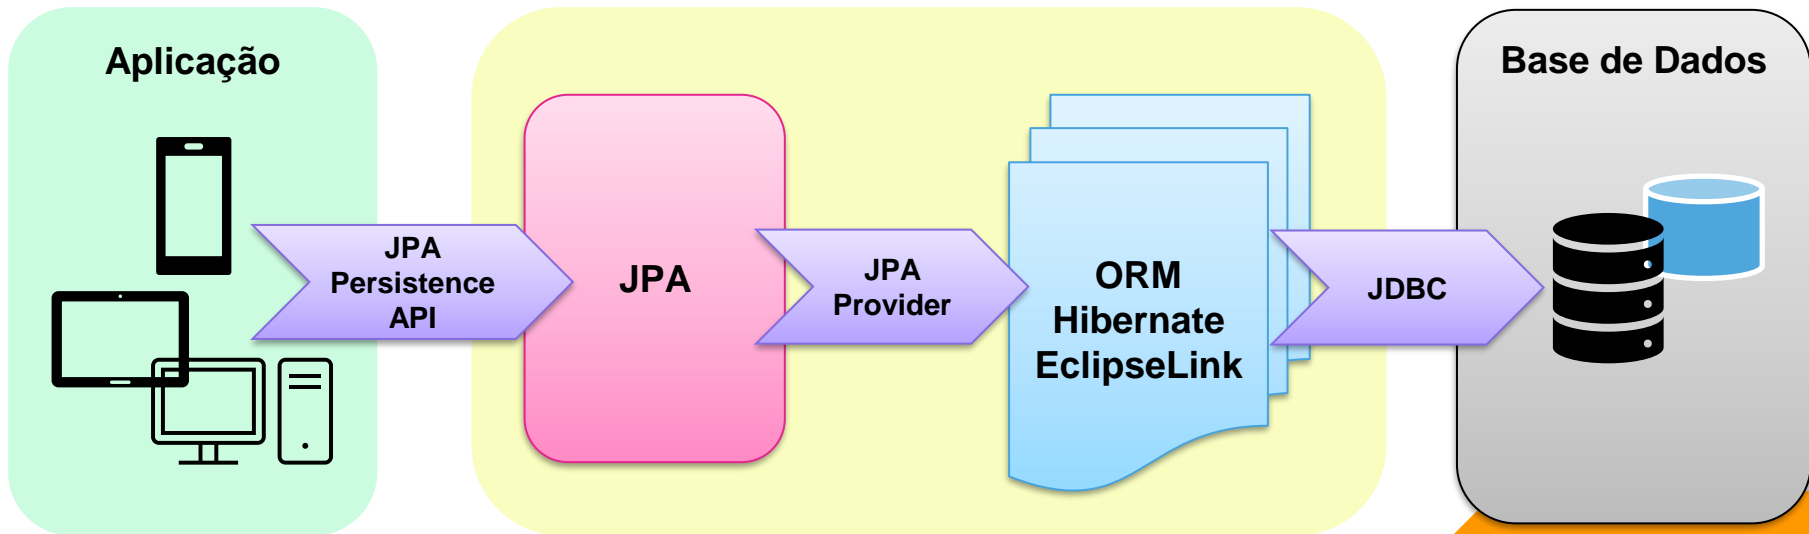 Aplicação
JPA
Persistence
API
JPA
JPA
Provider
ORM
Hibernate
EclipseLink
JDBC
Base de Dados